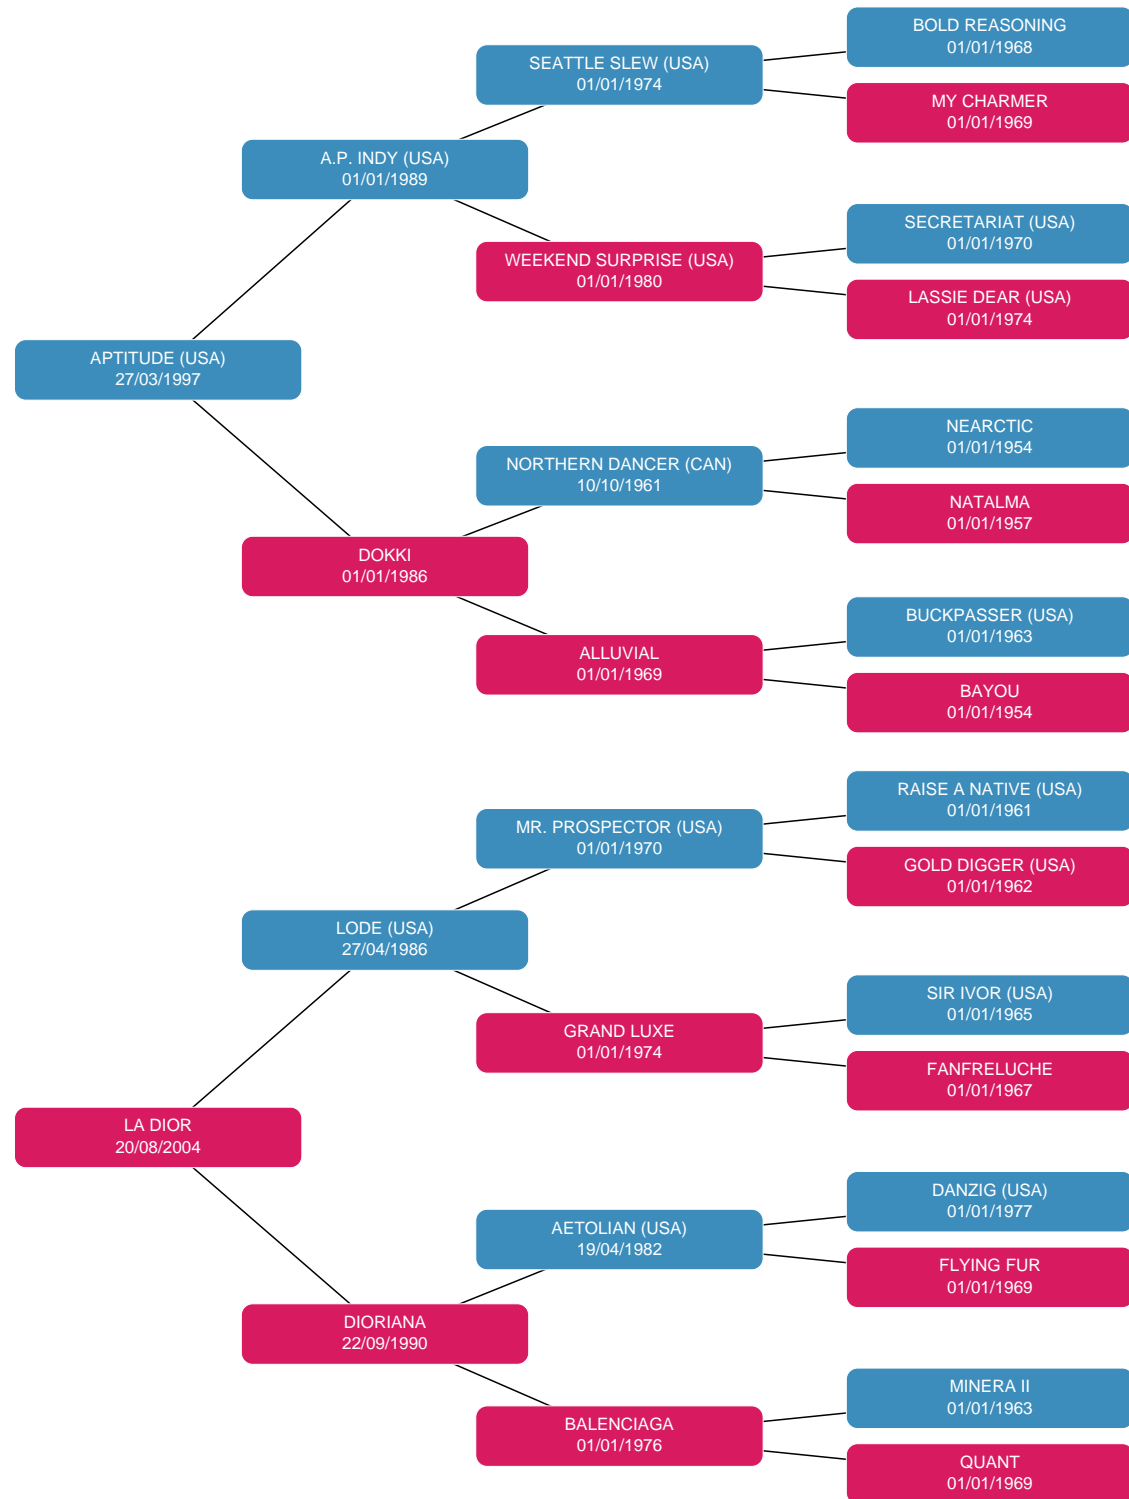 BOLD REASONING
01/01/1968
SEATTLE SLEW (USA)
01/01/1974
MY CHARMER
01/01/1969
A.P. INDY (USA)
01/01/1989
SECRETARIAT (USA)
01/01/1970
WEEKEND SURPRISE (USA)
01/01/1980
LASSIE DEAR (USA)
01/01/1974
APTITUDE (USA)
27/03/1997
NEARCTIC
01/01/1954
NORTHERN DANCER (CAN)
10/10/1961
NATALMA
01/01/1957
DOKKI
01/01/1986
BUCKPASSER (USA)
01/01/1963
ALLUVIAL
01/01/1969
BAYOU
01/01/1954
RAISE A NATIVE (USA)
01/01/1961
MR. PROSPECTOR (USA)
01/01/1970
GOLD DIGGER (USA)
01/01/1962
LODE (USA)
27/04/1986
SIR IVOR (USA)
01/01/1965
GRAND LUXE
01/01/1974
FANFRELUCHE
01/01/1967
LA DIOR
20/08/2004
DANZIG (USA)
01/01/1977
AETOLIAN (USA)
19/04/1982
FLYING FUR
01/01/1969
DIORIANA
22/09/1990
MINERA II
01/01/1963
BALENCIAGA
01/01/1976
QUANT
01/01/1969